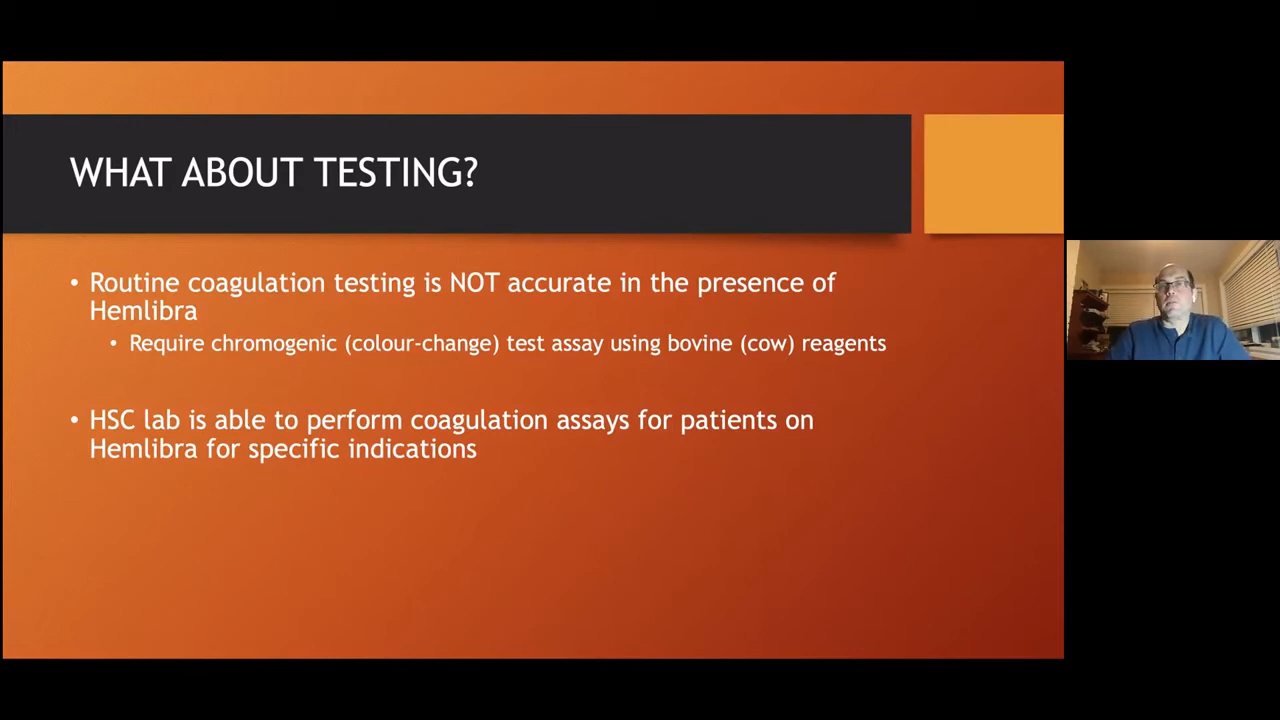 WHAT ABOUT TESTING?
• Routine coagulation testing is NOT accurate in the presence of
Hemlibra
• Require chromogenic (colour-change) test assay using bovine (cow) reagents
• HSC lab is able to perform coagulation assays for patients on
Hemlibra for specific indications